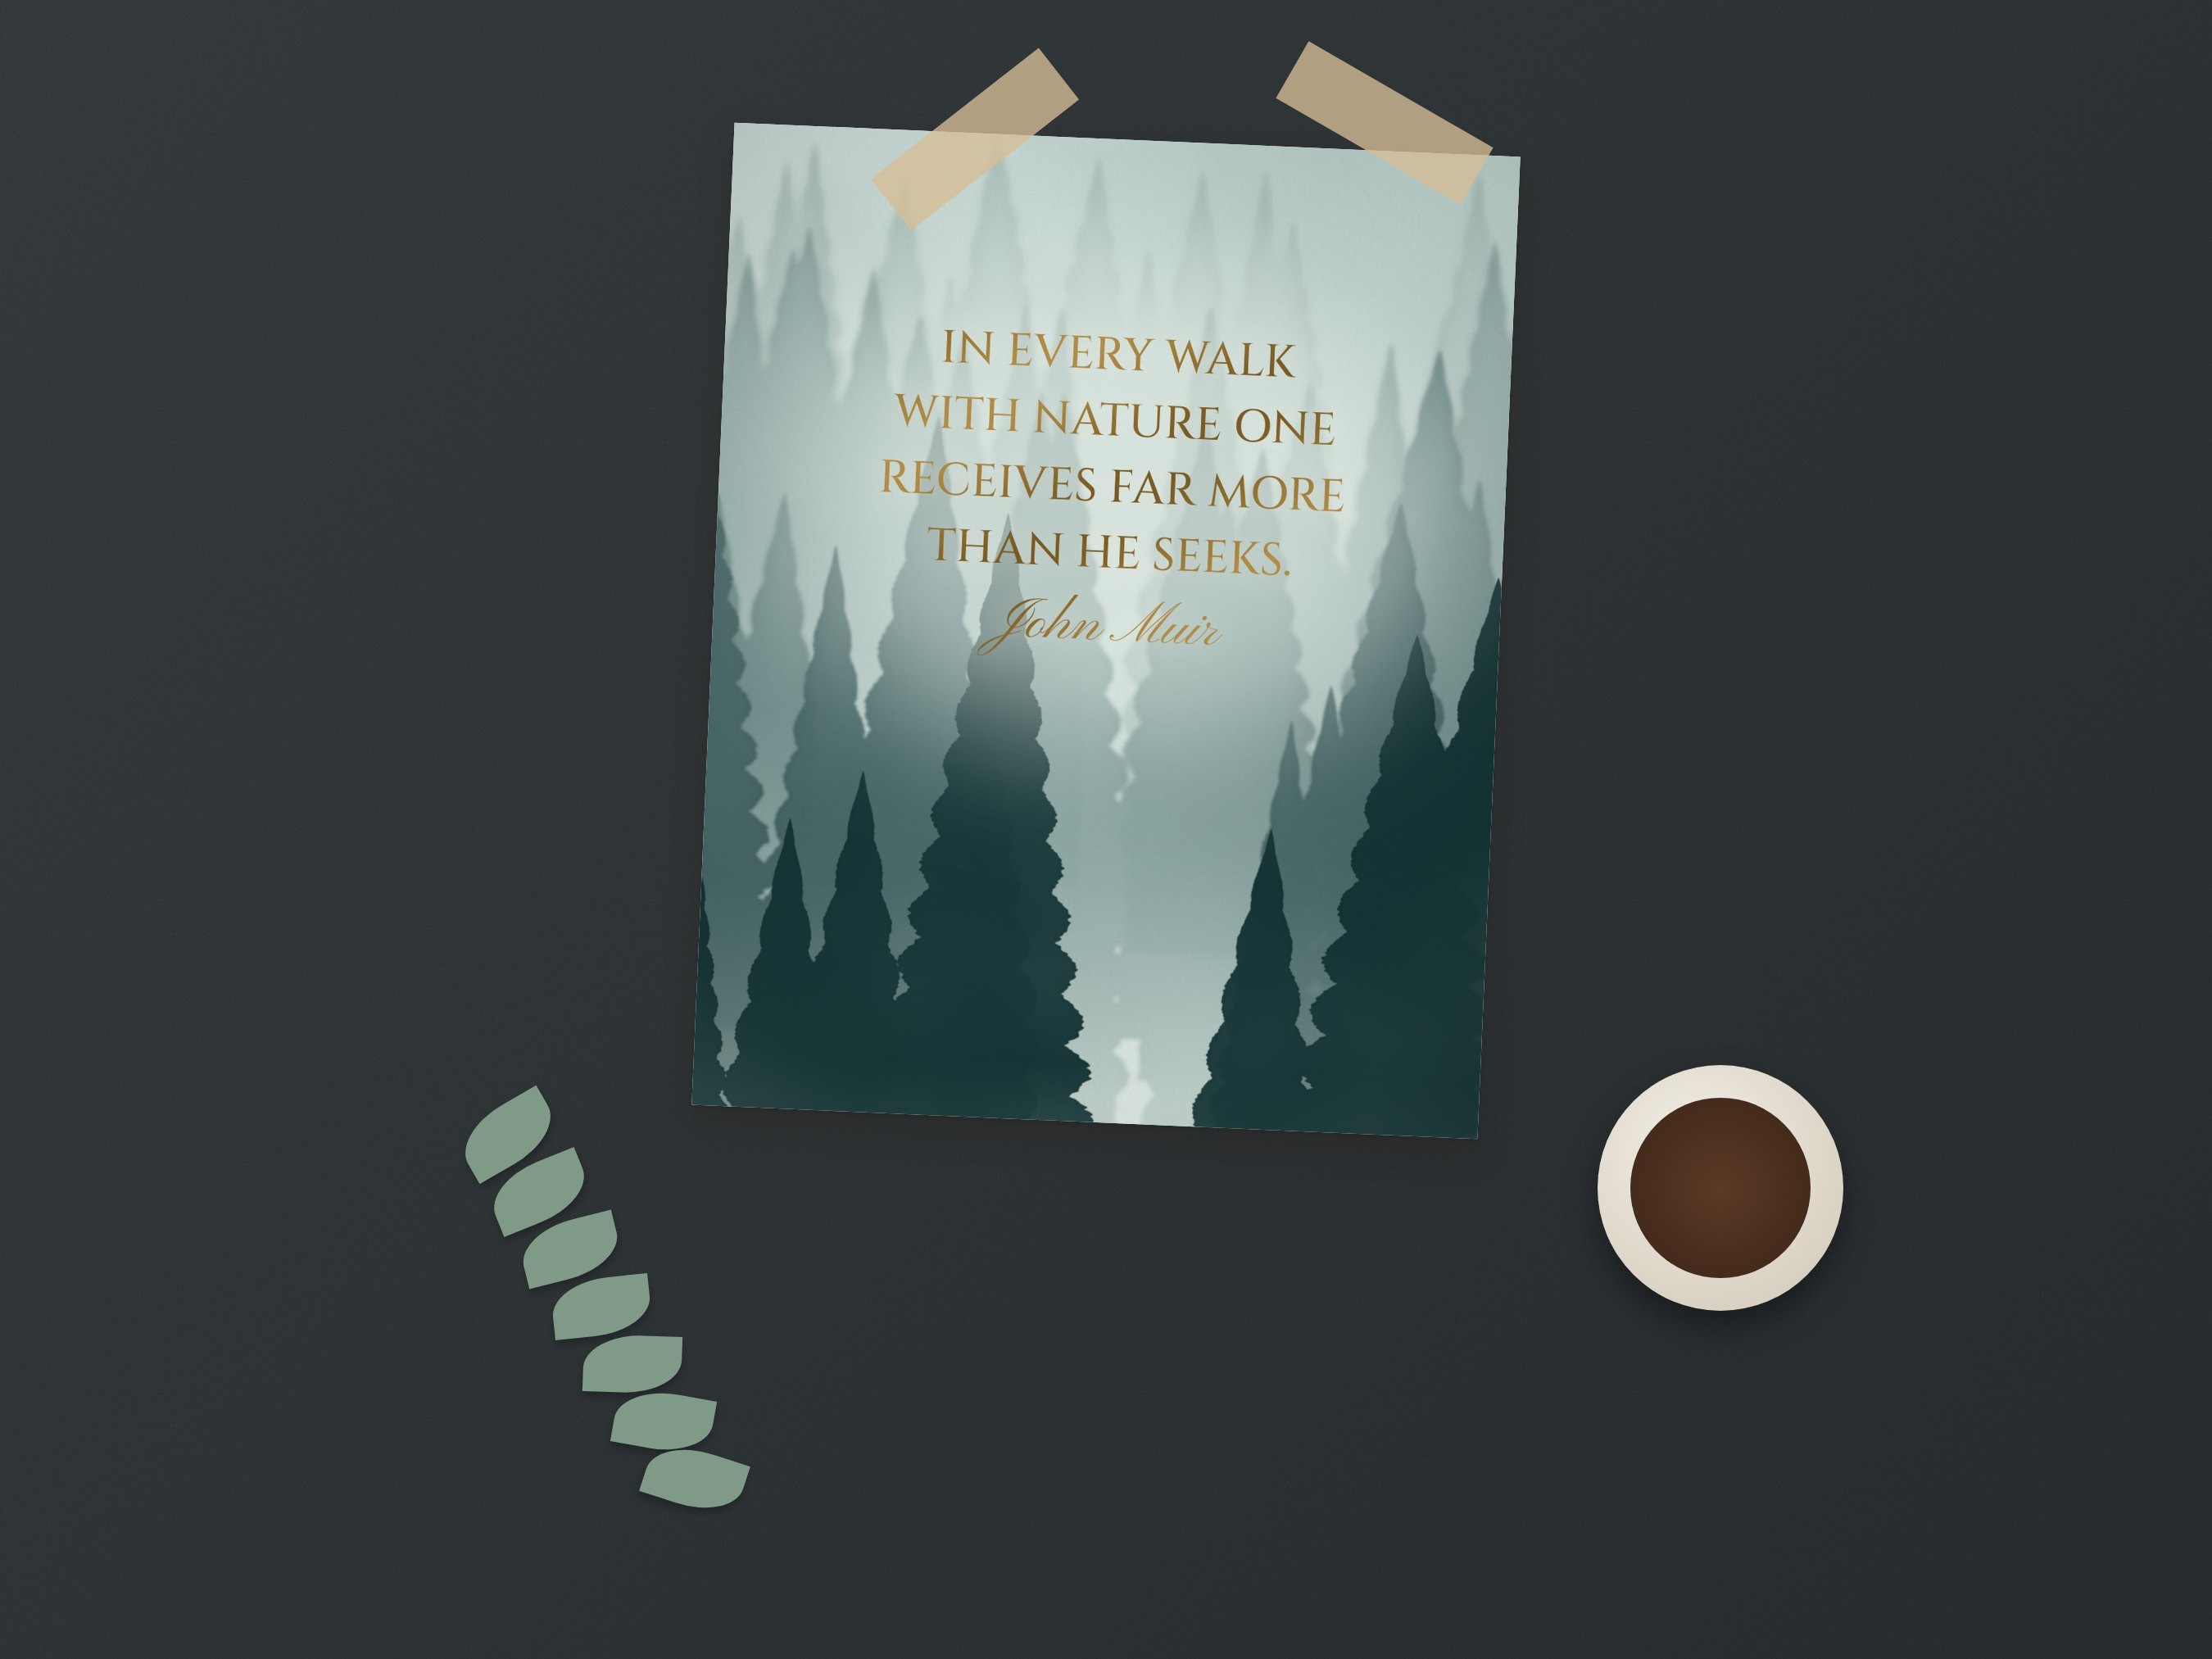 IN EVERY WALK
WITH NATURE ONE
RECEIVES FAR MORE
THAN HE SEEKS.
John Muir